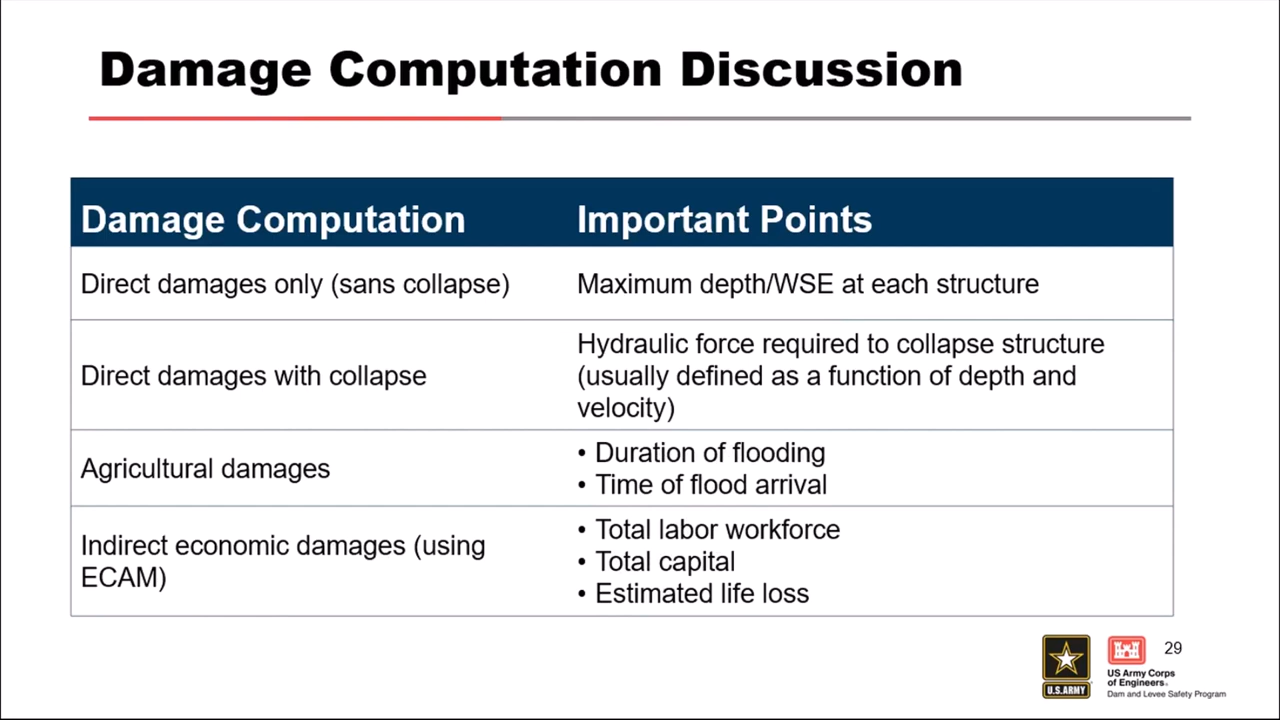 Damage Computation Discussion
Damage Computation
Important Points
Direct damages only (sans collapse)
Maximum depth/WSE at each structure
Direct damages with collapse
Hydraulic force required to collapse structure
(usually defined as a function of depth and
velocity)
Agricultural damages
• Duration of flooding
• Time of flood arrival
Indirect economic damages (using
ECAM)
• Total labor workforce
• Total capital
• Estimated life loss
29
U.S.ARMY
US Army Corps
of Engineers®
Dam and Levee Safety Program